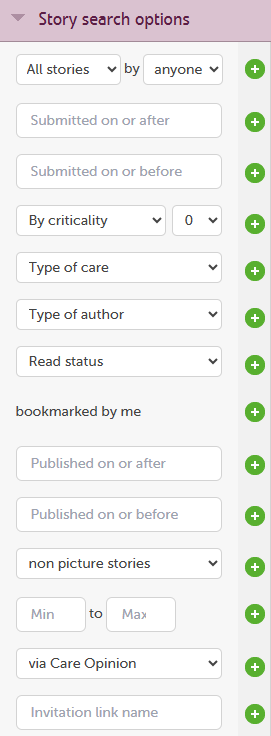 Story search options
All stories by anyone
Submitted on or after
Submitted on or before
By criticality 0
Type of care
Type of author
Read status
bookmarked by me
Published on or after
Published on or before
non picture stories
Min to Max
via Care Opinion
Invitation link name